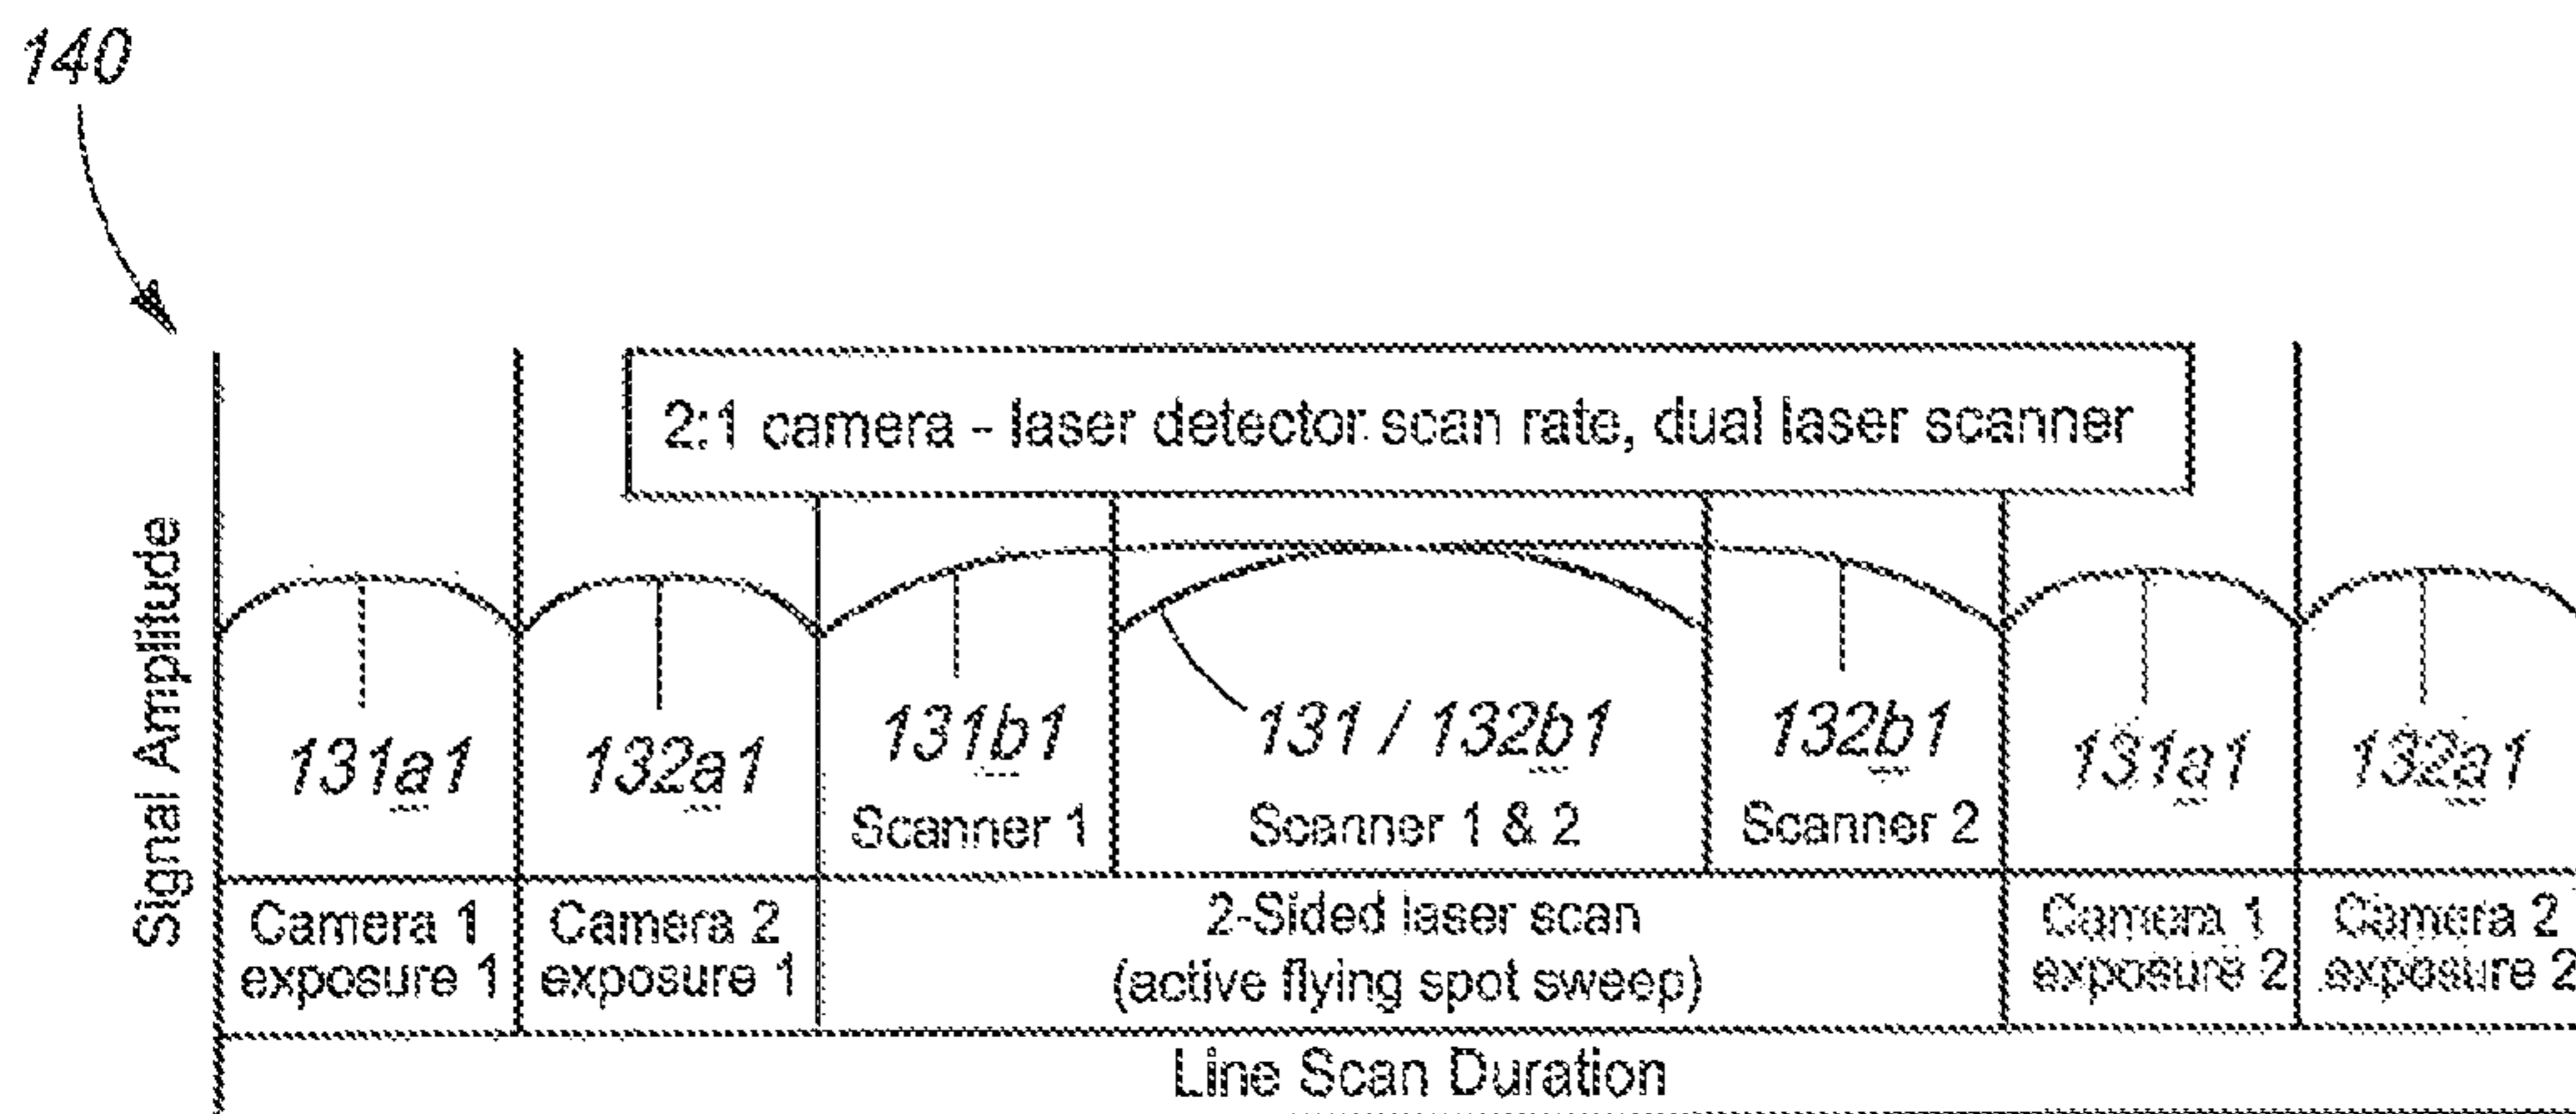 140
2:1 camera - laser detector scan rate, dual laser scanner
Signal Amplitude
131a1
132a1
131b1
131 / 132b1
132b1
131a1
132a1
Scanner 1
Scanner 1 & 2
Scanner 2
Camera 1
exposure 1
Camera 2
exposure 1
2-Sided laser scan
(active flying spot sweep)
Camera 1
exposure 2
Camera 2
exposure 2
Line Scan Duration